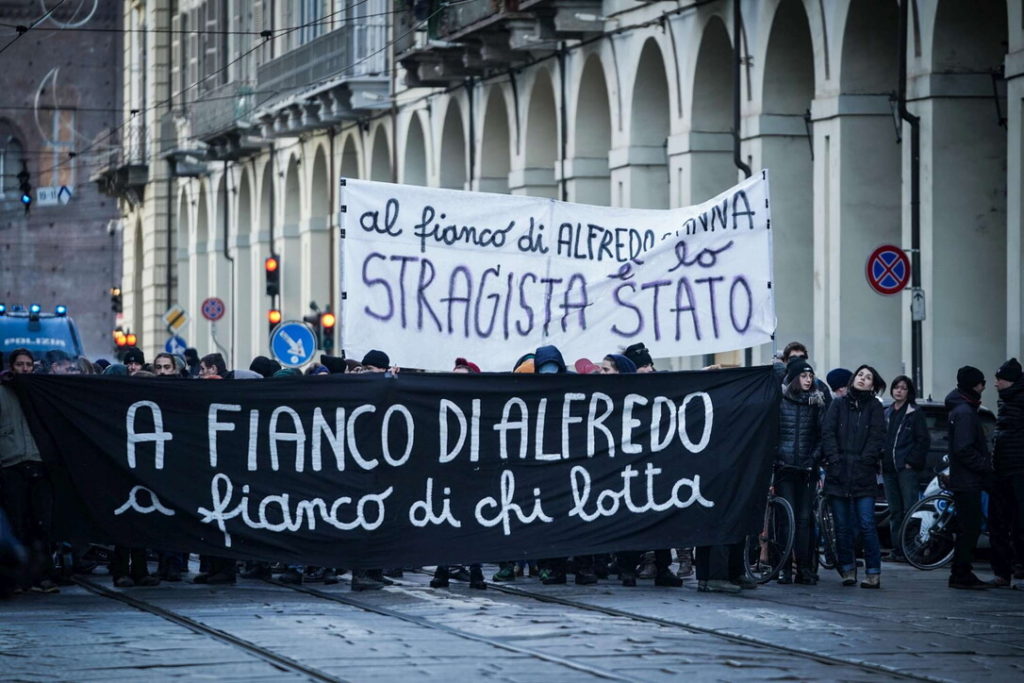 al fianco di ALFREDO
STRAGISTA è lo STATO
A FIANCO DI ALFREDO
a fianco di chi lotta
POLIZIA